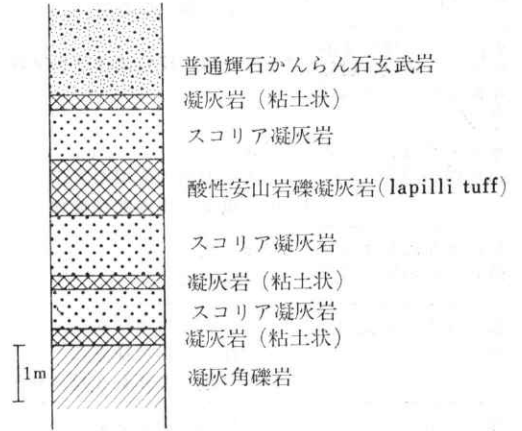 普通輝石かんらん石玄武岩
凝灰岩（粘土状）
スコリア凝灰岩
酸性安山岩礫凝灰岩(lapilli tuff)
スコリア凝灰岩
凝灰岩（粘土状）
スコリア凝灰岩
凝灰岩（粘土状）
1m
凝灰角礫岩